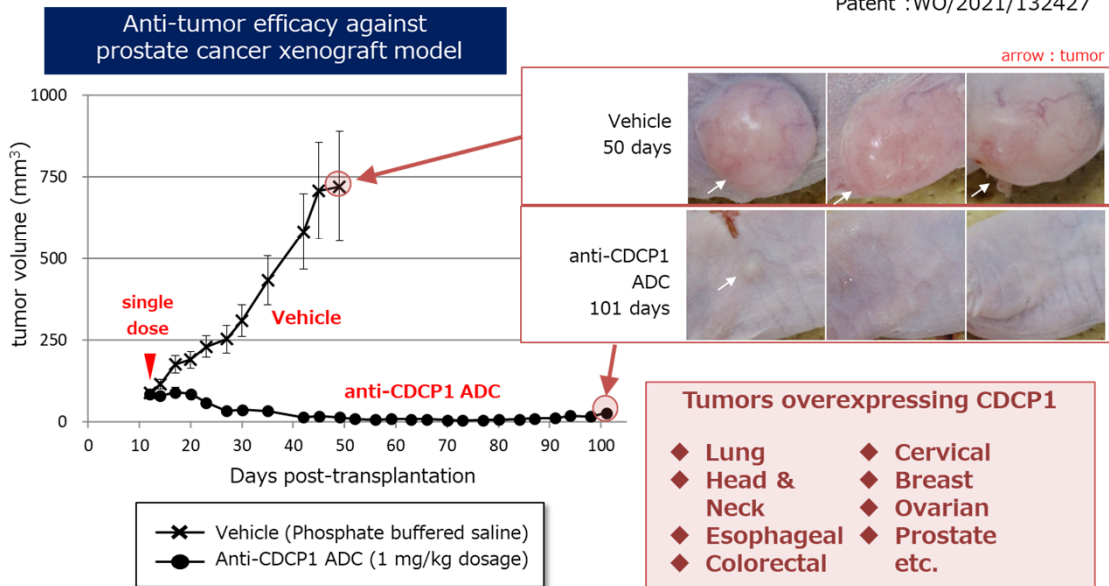 Patent :WO/2021/132427
Anti-tumor efficacy against
prostate cancer xenograft model
arrow : tumor
1000
750
500
250
0
tumor volume (mm³)
single
dose
Vehicle
anti-CDCP1 ADC
0 10 20 30 40 50 60 70 80 90 100
Days post-transplantation
Vehicle (Phosphate buffered saline)
Anti-CDCP1 ADC (1 mg/kg dosage)
Vehicle
50 days
anti-CDCP1
ADC
101 days
Tumors overexpressing CDCP1
◆ Lung
◆ Head &
Neck
◆ Esophageal
◆ Colorectal
◆ Cervical
◆ Breast
◆ Ovarian
◆ Prostate
etc.